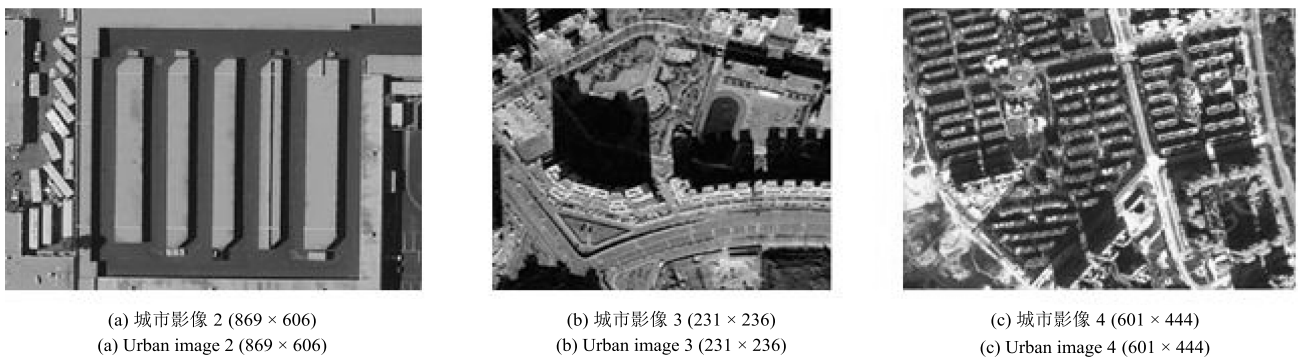 (a) 城市影像 2 (869 × 606)
(a) Urban image 2 (869 × 606)
(b) 城市影像 3 (231 × 236)
(b) Urban image 3 (231 × 236)
(c) 城市影像 4 (601 × 444)
(c) Urban image 4 (601 × 444)